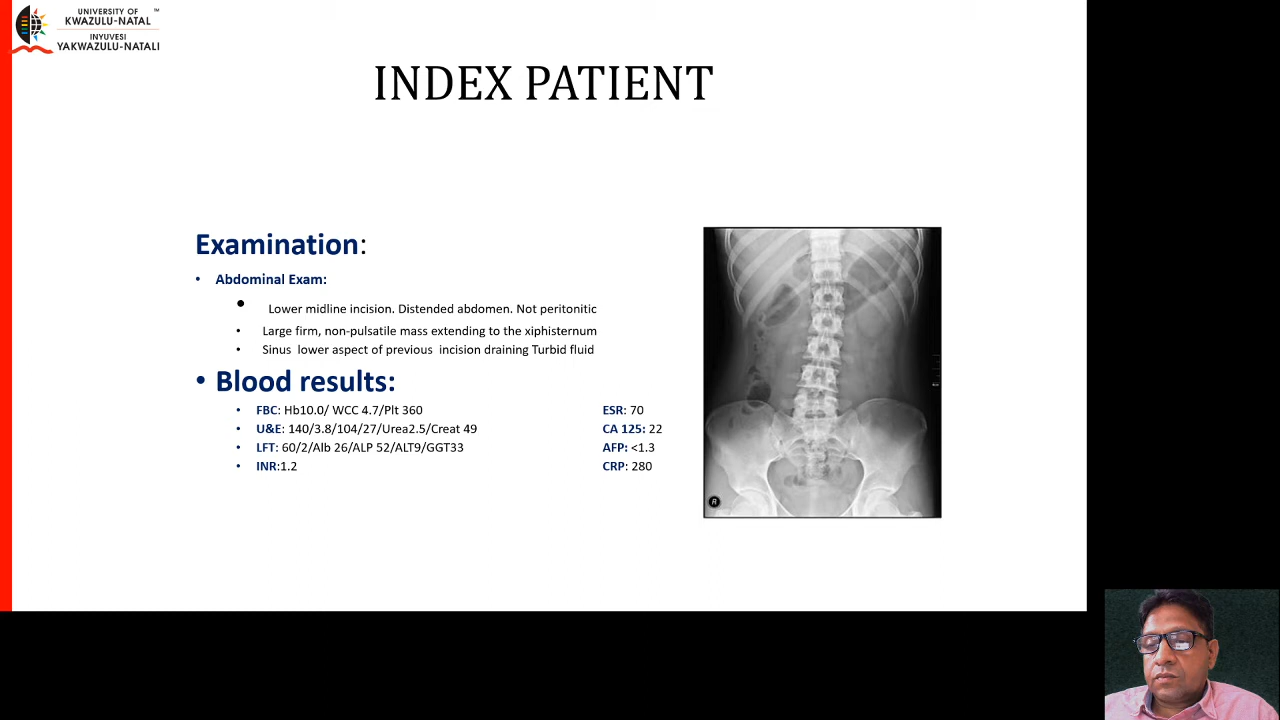 UNIVERSITY OF ™
KWAZULU-NATAL
INYUVESI
YAKWAZULU-NATALI
INDEX PATIENT
Examination:
• Abdominal Exam:
• Lower midline incision. Distended abdomen. Not peritonitic
• Large firm, non-pulsatile mass extending to the xiphisternum
• Sinus lower aspect of previous incision draining Turbid fluid
• Blood results:
• FBC: Hb10.0/ WCC 4.7/Plt 360
• U&E: 140/3.8/104/27/Urea2.5/Creat 49
• LFT: 60/2/Alb 26/ALP 52/ALT9/GGT33
• INR:1.2
ESR: 70
CA 125: 22
AFP: <1.3
CRP: 280
R